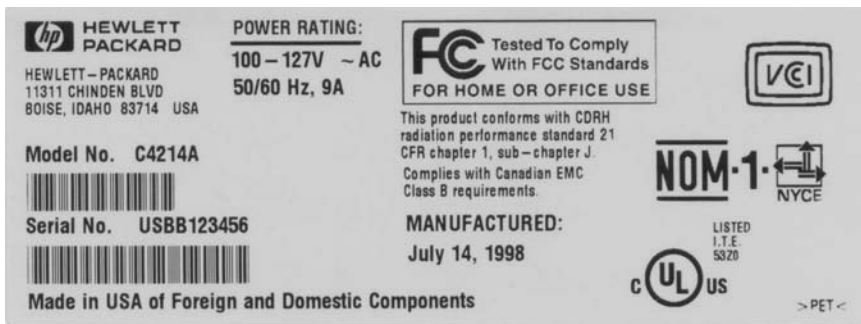 hp HEWLETT
PACKARD
HEWLETT-PACKARD
11311 CHINDEN BLVD
BOISE, IDAHO 83714 USA
Model No. C4214A
Serial No. USBB123456
Made in USA of Foreign and Domestic Components
POWER RATING:
100-127V ~ AC
50/60 Hz, 9A
FCC Tested To Comply
With FCC Standards
FOR HOME OR OFFICE USE
This product conforms with CDRH
radiation performance standard 21
CFR chapter 1, sub-chapter J.
Complies with Canadian EMC
Class B requirements.
MANUFACTURED:
July 14, 1998
VCI
NOM-1-
NYCE
LISTED
I.T.E.
53Z0
C UL US
>PET<